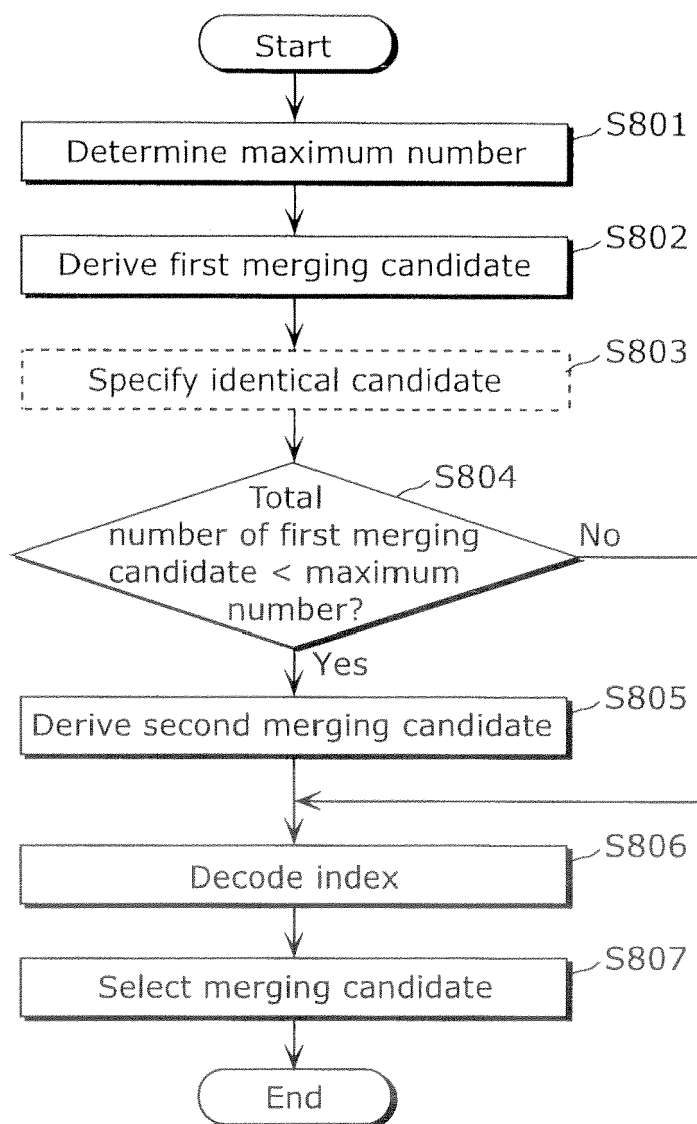 Start
S801
Determine maximum number
S802
Derive first merging candidate
S803
Specify identical candidate
S804
Total
number of first merging
candidate < maximum
number?
No
Yes
S805
Derive second merging candidate
S806
Decode index
S807
Select merging candidate
End